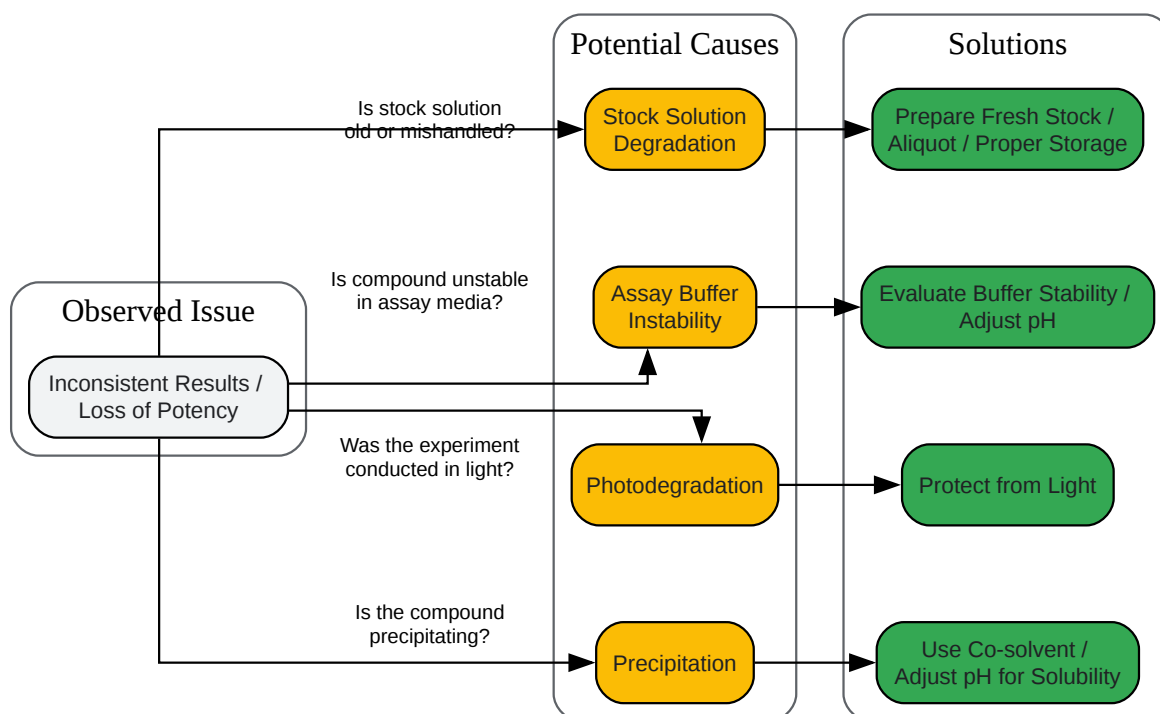 Potential Causes
Solutions
Is stock solution
old or mishandled?
Stock Solution
Degradation
Prepare Fresh Stock /
Aliquot / Proper Storage
Is compound unstable
in assay media?
Assay Buffer
Instability
Evaluate Buffer Stability /
Adjust pH
Observed Issue
Inconsistent Results /
Loss of Potency
Was the experiment
conducted in light?
Photodegradation
Protect from Light
Is the compound
precipitating?
Precipitation
Use Co-solvent /
Adjust pH for Solubility